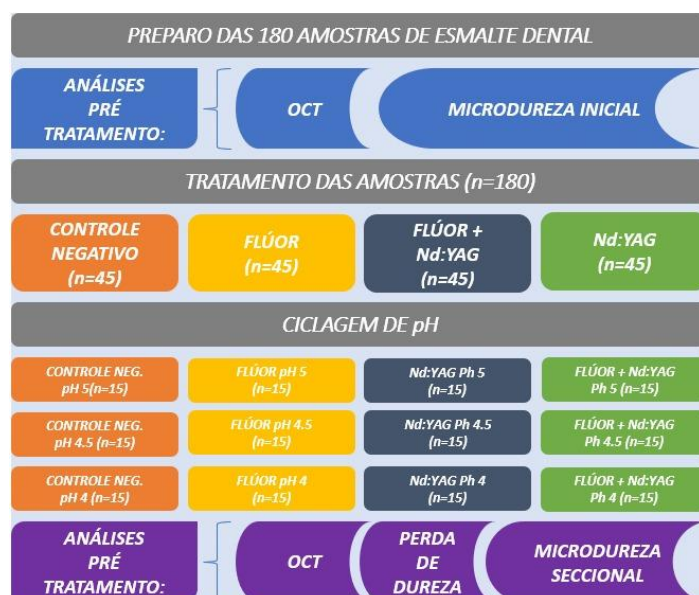 PREPARO DAS 180 AMOSTRAS DE ESMALTE DENTAL
ANÁLISES
PRÉ
TRATAMENTO:
OCT
MICRODUREZA INICIAL
TRATAMENTO DAS AMOSTRAS (n=180)
CONTROLE
NEGATIVO
(n=45)
FLÚOR
(n=45)
FLÚOR +
Nd:YAG
(n=45)
Nd:YAG
(n=45)
CICLAGEM DE pH
CONTROLE NEG.
pH 5(n=15)
FLÚOR pH 5
(n=15)
Nd:YAG Ph 5
(n=15)
FLÚOR + Nd:YAG
Ph 5 (n=15)
CONTROLE NEG.
pH 4.5 (n=15)
FLÚOR pH 4.5
(n=15)
Nd:YAG Ph 4.5
(n=15)
FLÚOR + Nd:YAG
Ph 4.5 (n=15)
CONTROLE NEG.
pH 4 (n=15)
FLÚOR pH 4
(n=15)
Nd:YAG Ph 4
(n=15)
FLÚOR + Nd:YAG
Ph 4 (n=15)
ANÁLISES
PRÉ
TRATAMENTO:
OCT
PERDA
DE
DUREZA
MICRODUREZA
SECCIONAL